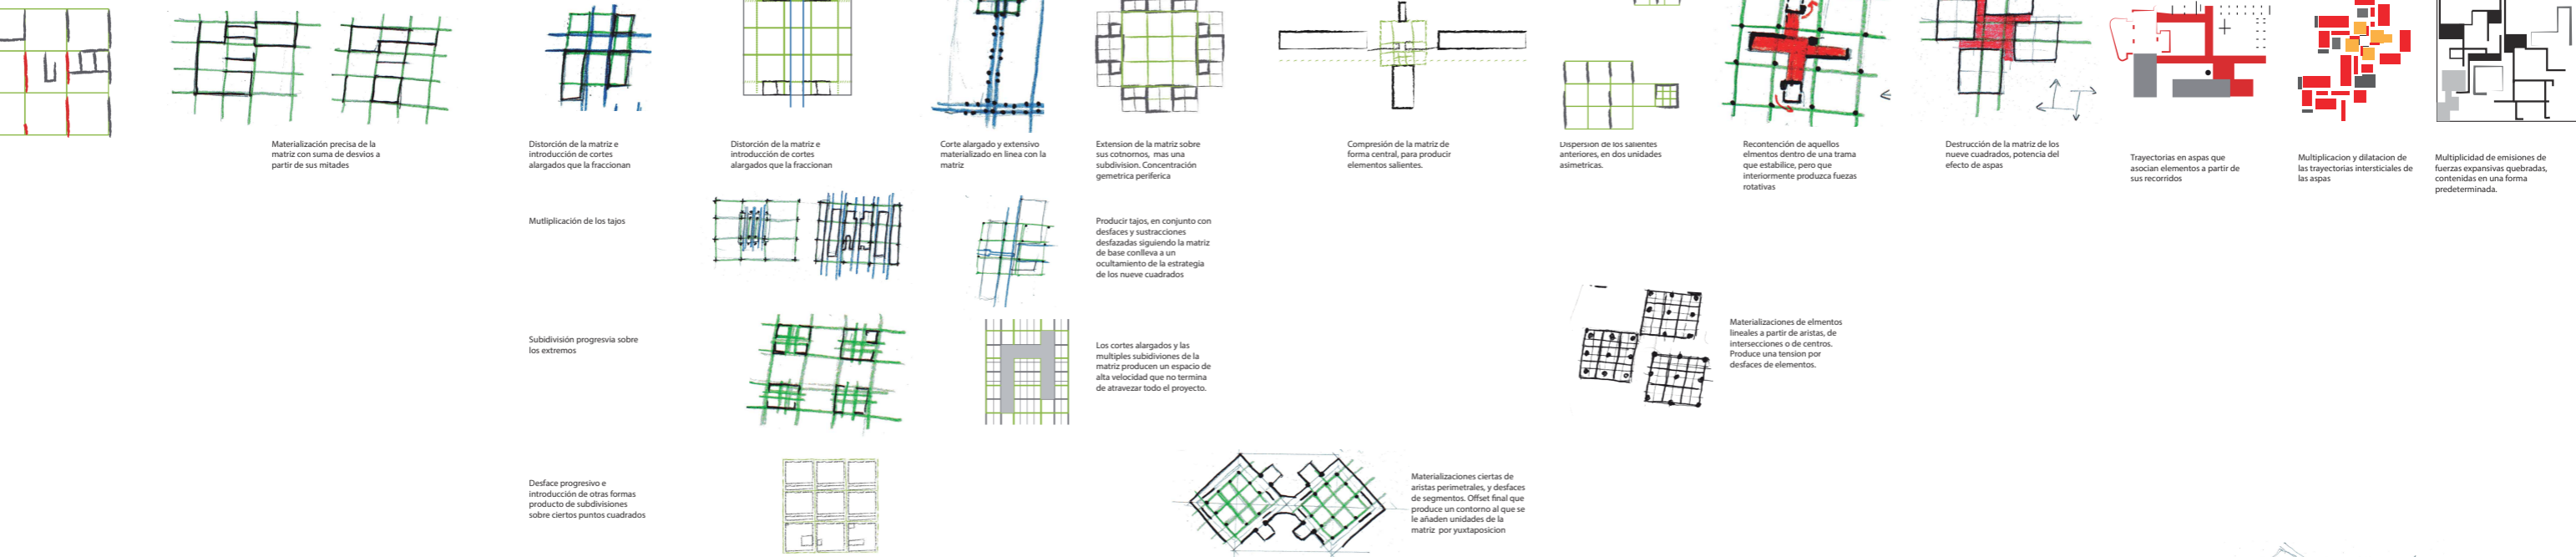 Materialización precisa de la
matriz con suma de desvios a
partir de sus mitades
Distorción de la matriz e
introducción de cortes
alargados que la fraccionan
Distorción de la matriz e
introducción de cortes
alargados que la fraccionan
Corte alargado y extensivo
materializado en linea con la
matriz
Extension de la matriz sobre
sus cotnornos, mas una
subdivision. Concentración
gemetrica periferica
Compresión de la matriz de
forma central, para producir
elementos salientes.
Dispersion de los salientes
anteriores, en dos unidades
asimetricas.
Recontención de aquellos
elmentos dentro de una trama
que estabilice, pero que
interiormente produzca fuezas
rotativas
Destrucción de la matriz de los
nueve cuadrados, potencia del
efecto de aspas
Trayectorias en aspas que
asocian elementos a partir de
sus recorridos
Multiplicacion y dilatacion de
las trayectorias intersticiales de
las aspas
Multiplicidad de emisiones de
fuerzas expansivas quebradas,
contenidas en una forma
predeterminada.
Mutliplicación de los tajos
Producir tajos, en conjunto con
desfaces y sustracciones
desfazadas siguiendo la matriz
de base conlleva a un
ocultamiento de la estrategia
de los nueve cuadrados
Subidivisión progresvia sobre
los extremos
Los cortes alargados y las
multiples subidiviones de la
matriz producen un espacio de
alta velocidad que no termina
de atravezar todo el proyecto.
Materializaciones de elmentos
lineales a partir de aristas, de
intersecciones o de centros.
Produce una tension por
desfaces de elementos.
Desface progresivo e
introducción de otras formas
producto de subdivisiones
sobre ciertos puntos cuadrados
Materializaciones ciertas de
aristas perimetrales, y desfaces
de segmentos. Offset final que
produce un contorno al que se
le añaden unidades de la
matriz por yuxtaposicion